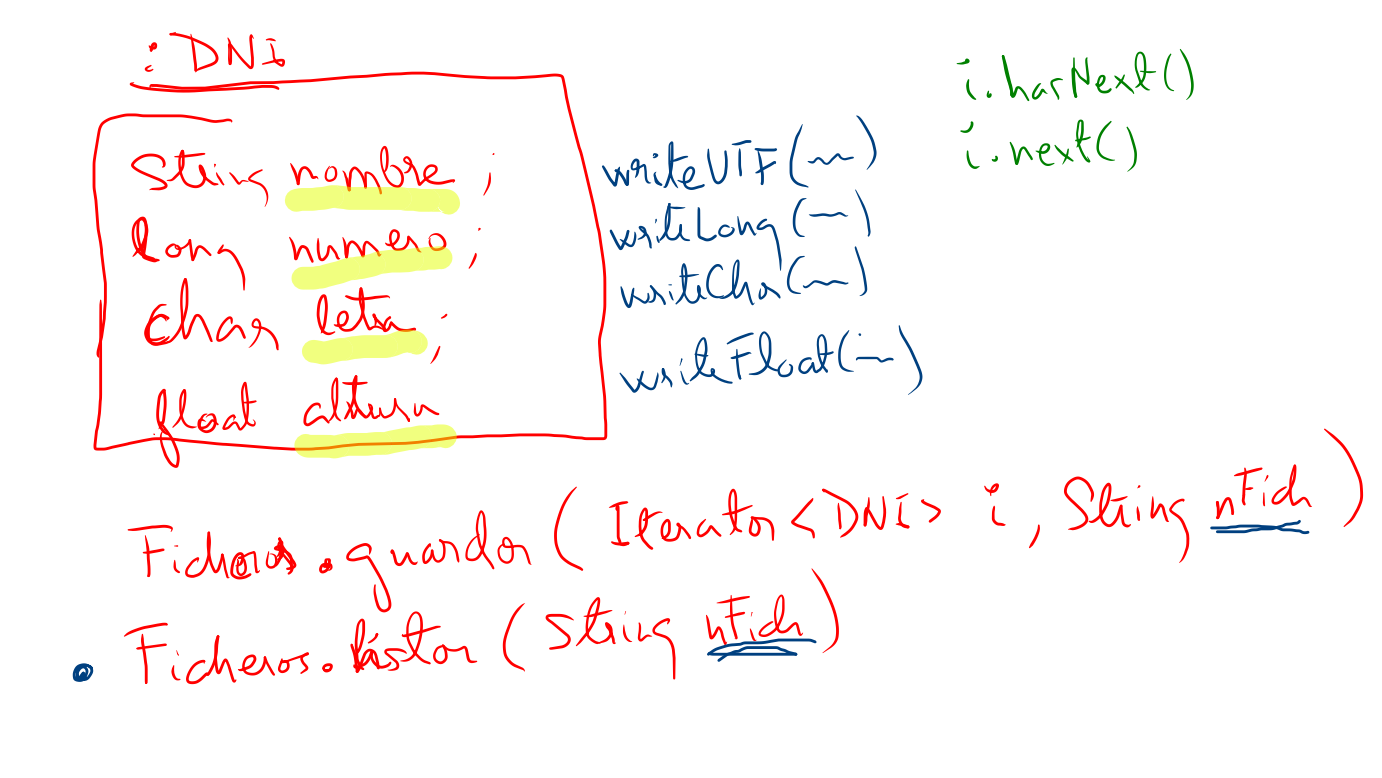 : DNI
String nombre ;
long numero ;
char letra ;
float altura
writeUTF(~)
writeLong(~)
writeChar(~)
writeFloat(~)
i.hasNext()
i.next()
Ficheros.guardar ( Iterator<DNI> i, String nFich )
Ficheros.listar ( String nFich )